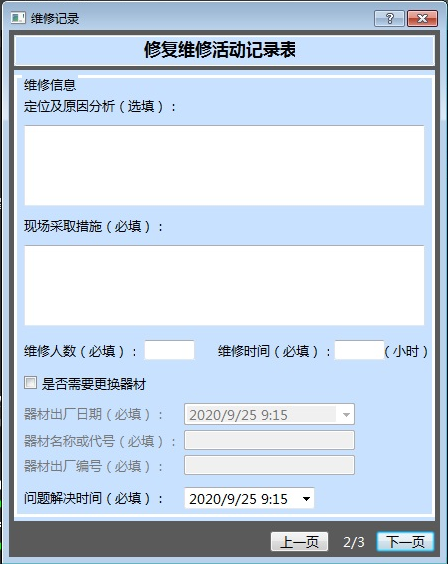 维修记录
修复维修活动记录表
维修信息
定位及原因分析（选填）：
现场采取措施（必填）：
维修人数（必填）： 维修时间（必填）： （小时）
是否需要更换器材
器材出厂日期（必填）： 2020/9/25 9:15
器材名称或代号（必填）：
器材出厂编号（必填）：
问题解决时间（必填）： 2020/9/25 9:15
上一页 2/3 下一页